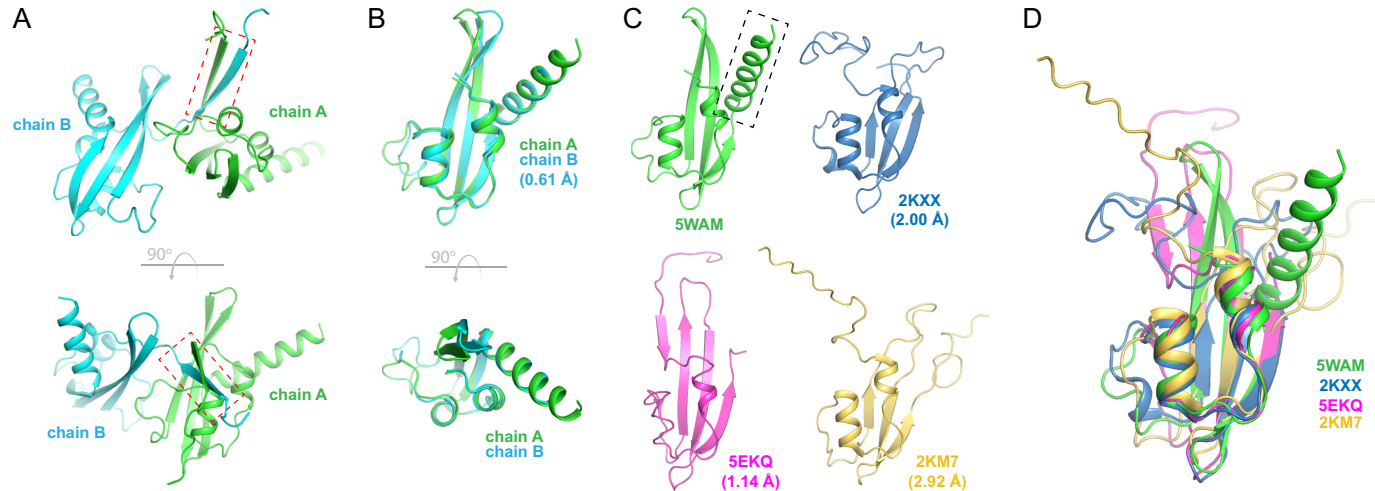 A
B
C
D
chain B
chain A
90°
chain B
chain A
chain A
chain B
(0.61 Å)
90°
chain A
chain B
5WAM
2KXX
(2.00 Å)
5EKQ
(1.14 Å)
2KM7
(2.92 Å)
5WAM
2KXX
5EKQ
2KM7